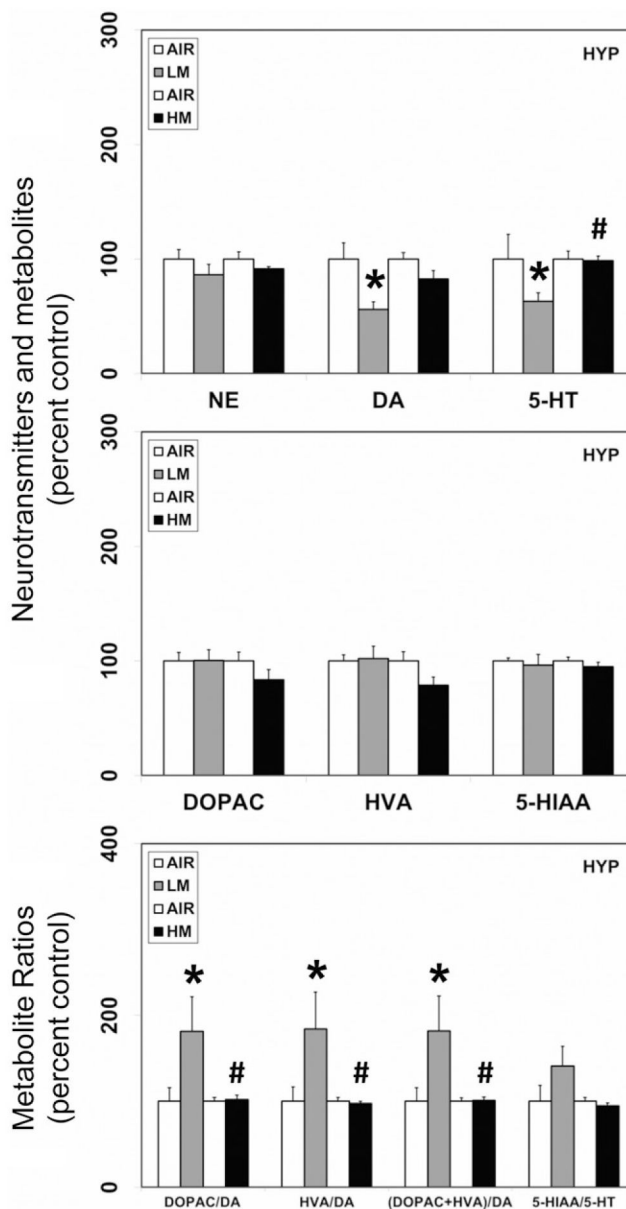 Neurotransmitters and metabolites
(percent control)
300
200
100
0
AIR
LM
AIR
HM
HYP
*
*
#
NE DA 5-HT
300
200
100
0
AIR
LM
AIR
HM
HYP
DOPAC HVA 5-HIAA
Metabolite Ratios
(percent control)
400
200
0
AIR
LM
AIR
HM
HYP
* * *
# # #
DOPAC/DA HVA/DA (DOPAC+HVA)/DA 5-HIAA/5-HT